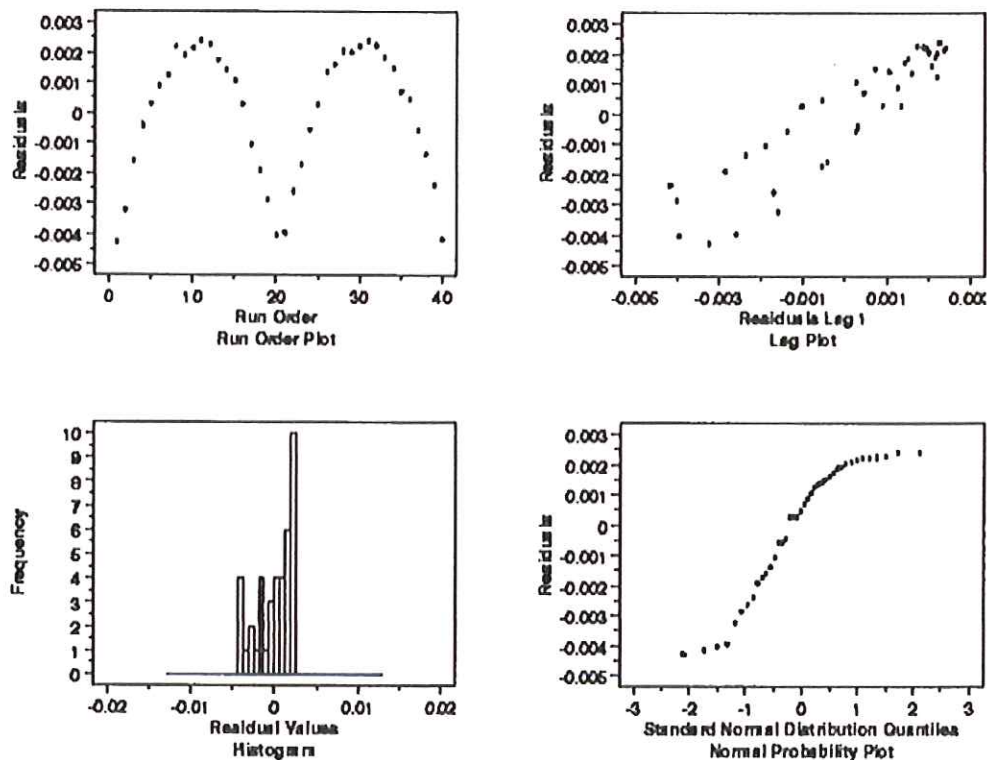 0.003
0.002
0.001
0
-0.001
-0.002
-0.003
-0.004
-0.005
Residuals
0 10 20 30 40
Run Order
Run Order Plot
0.003
0.002
0.001
0
-0.001
-0.002
-0.003
-0.004
-0.005
Residuals
-0.005 -0.003 -0.001 0.001 0.003
Residuals Lag 1
Lag Plot
10
9
8
7
6
5
4
3
2
1
0
Frequency
-0.02 -0.01 0 0.01 0.02
Residual Values
Histogram
0.003
0.002
0.001
0
-0.001
-0.002
-0.003
-0.004
-0.005
Residuals
-3 -2 -1 0 1 2 3
Standard Normal Distribution Quantiles
Normal Probability Plot